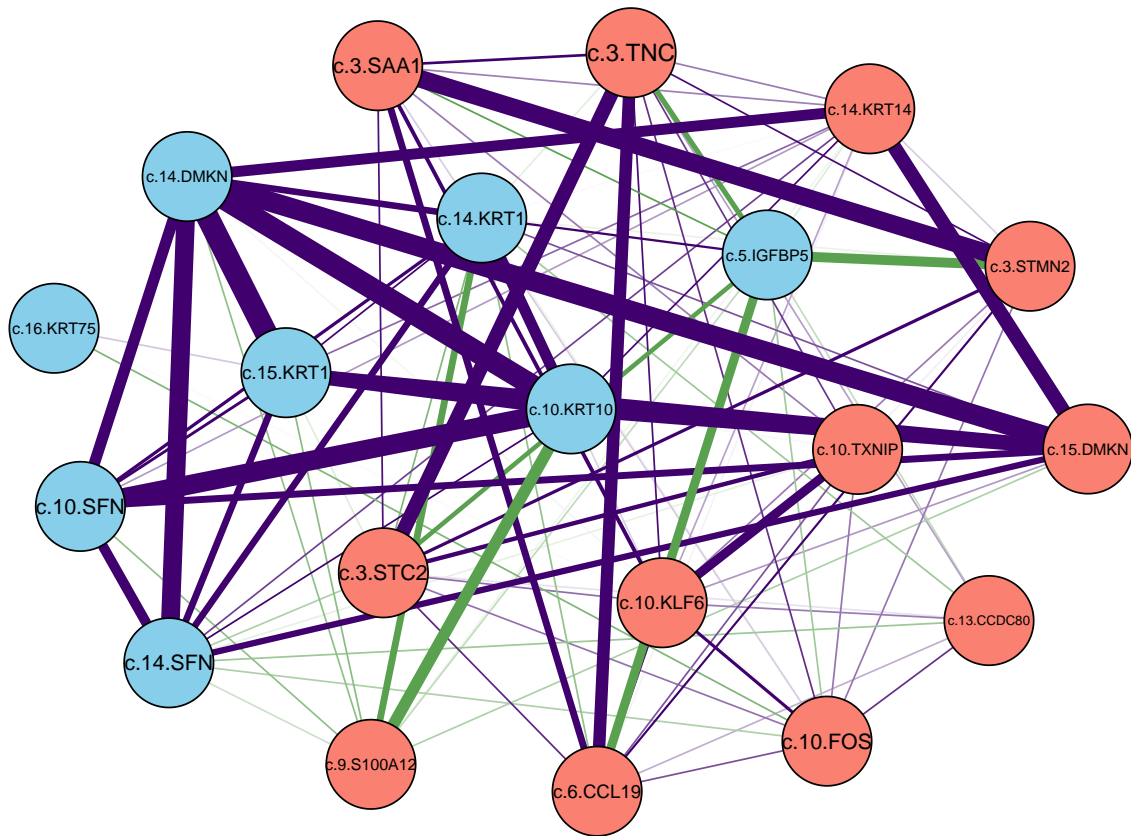 c.3.TNC
c.3.SAA1
c.14.KRT14
c.14.DMKN
c.14.KRT1
c.5.IGFBP5
c.3.STMN2
c.16.KRT75
c.15.KRT1
c.10.KRT10
c.10.TXNIP
c.15.DMKN
c.10.SFN
c.3.STC2
c.10.KLF6
c.13.CCDC80
c.14.SFN
c.10.FOS
c.9.S100A12
c.6.CCL19